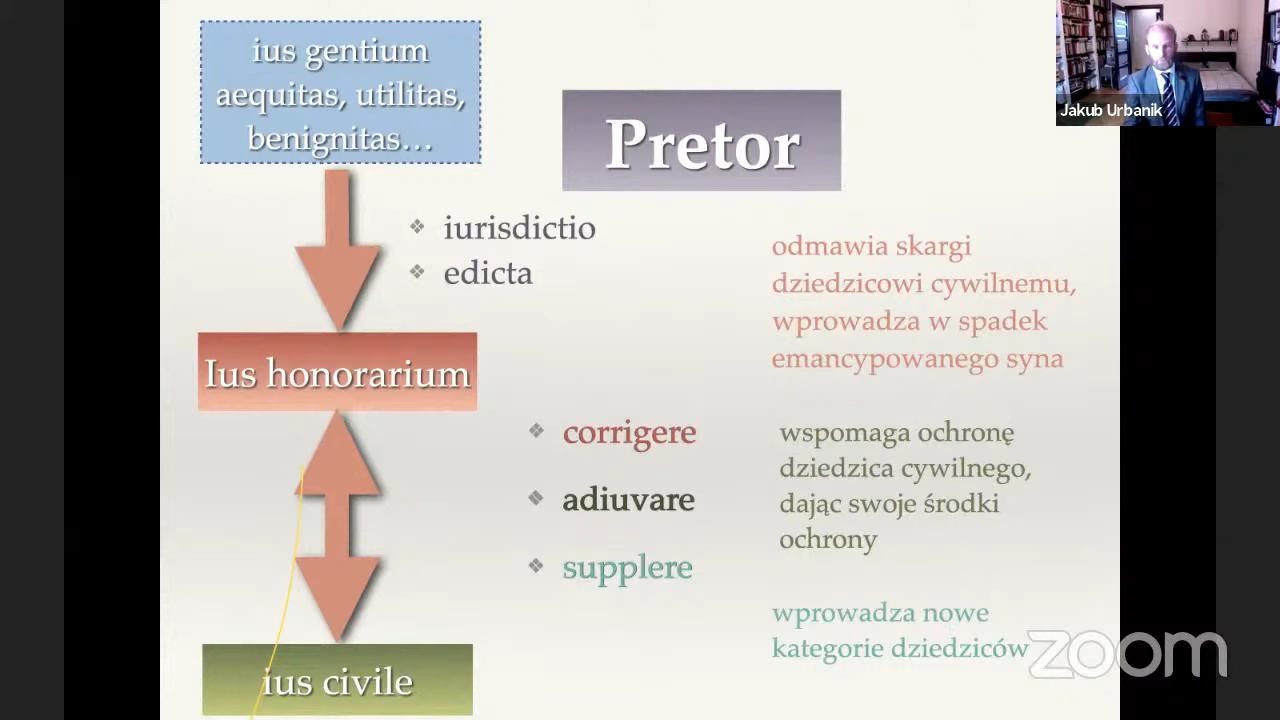 ius gentium
aequitas, utilitas,
benignitas…
Pretor
Jakub Urbanik
iurisdictio
edicta
odmawia skargi
dziedzicowi cywilnemu,
wprowadza w spadek
emancypowanego syna
Ius honorarium
corrigere
adiuvare
supplere
wspomaga ochronę
dziedzica cywilnego,
dając swoje środki
ochrony
wprowadza nowe
kategorie dziedziców
zoom
ius civile